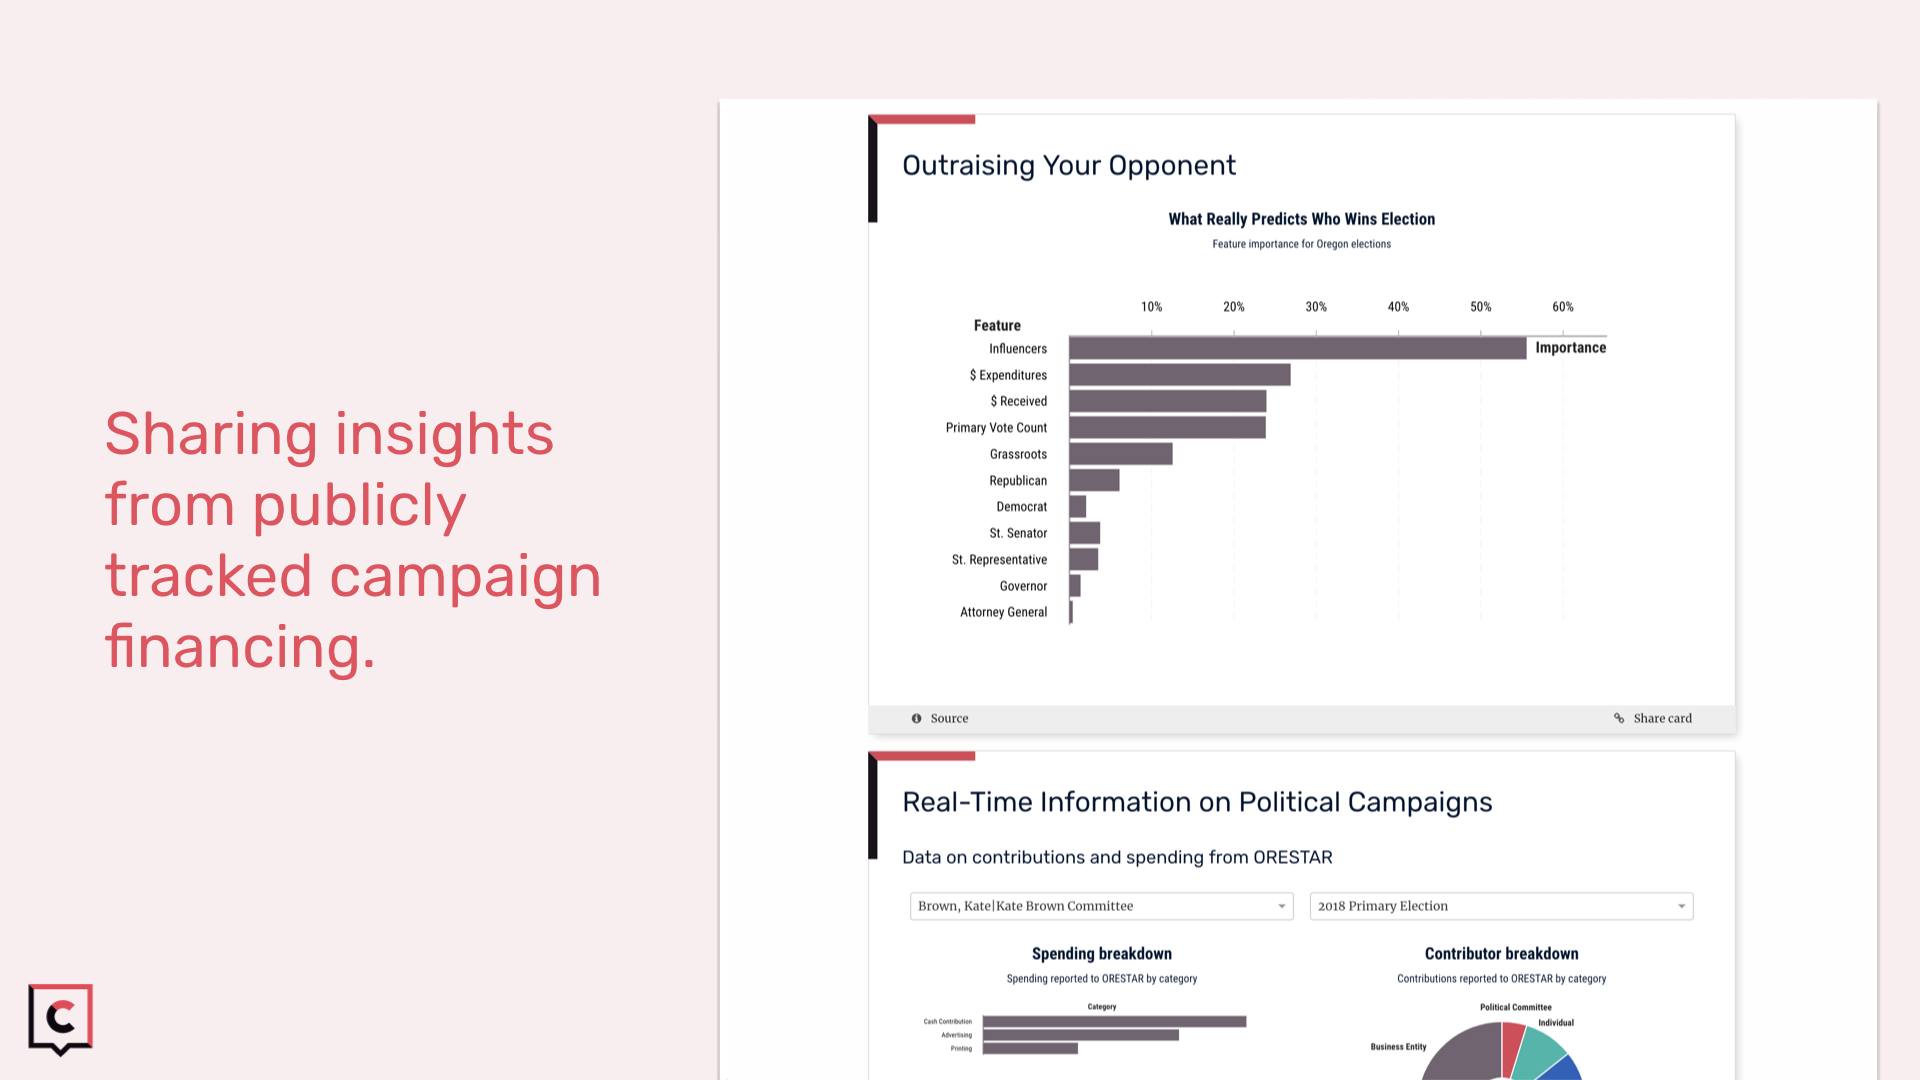 Sharing insights
from publicly
tracked campaign
financing.
C
Outraising Your Opponent
What Really Predicts Who Wins Election
Feature importance for Oregon elections
10% 20% 30% 40% 50% 60%
Feature
Influencers
Importance
$ Expenditures
$ Received
Primary Vote Count
Grassroots
Republican
Democrat
St. Senator
St. Representative
Governor
Attorney General
Source
Share card
Real-Time Information on Political Campaigns
Data on contributions and spending from ORESTAR
Brown, Kate|Kate Brown Committee
2018 Primary Election
Spending breakdown
Spending reported to ORESTAR by category
Category
Cash Contribution
Advertising
Printing
Contributor breakdown
Contributions reported to ORESTAR by category
Political Committee
Individual
Business Entity